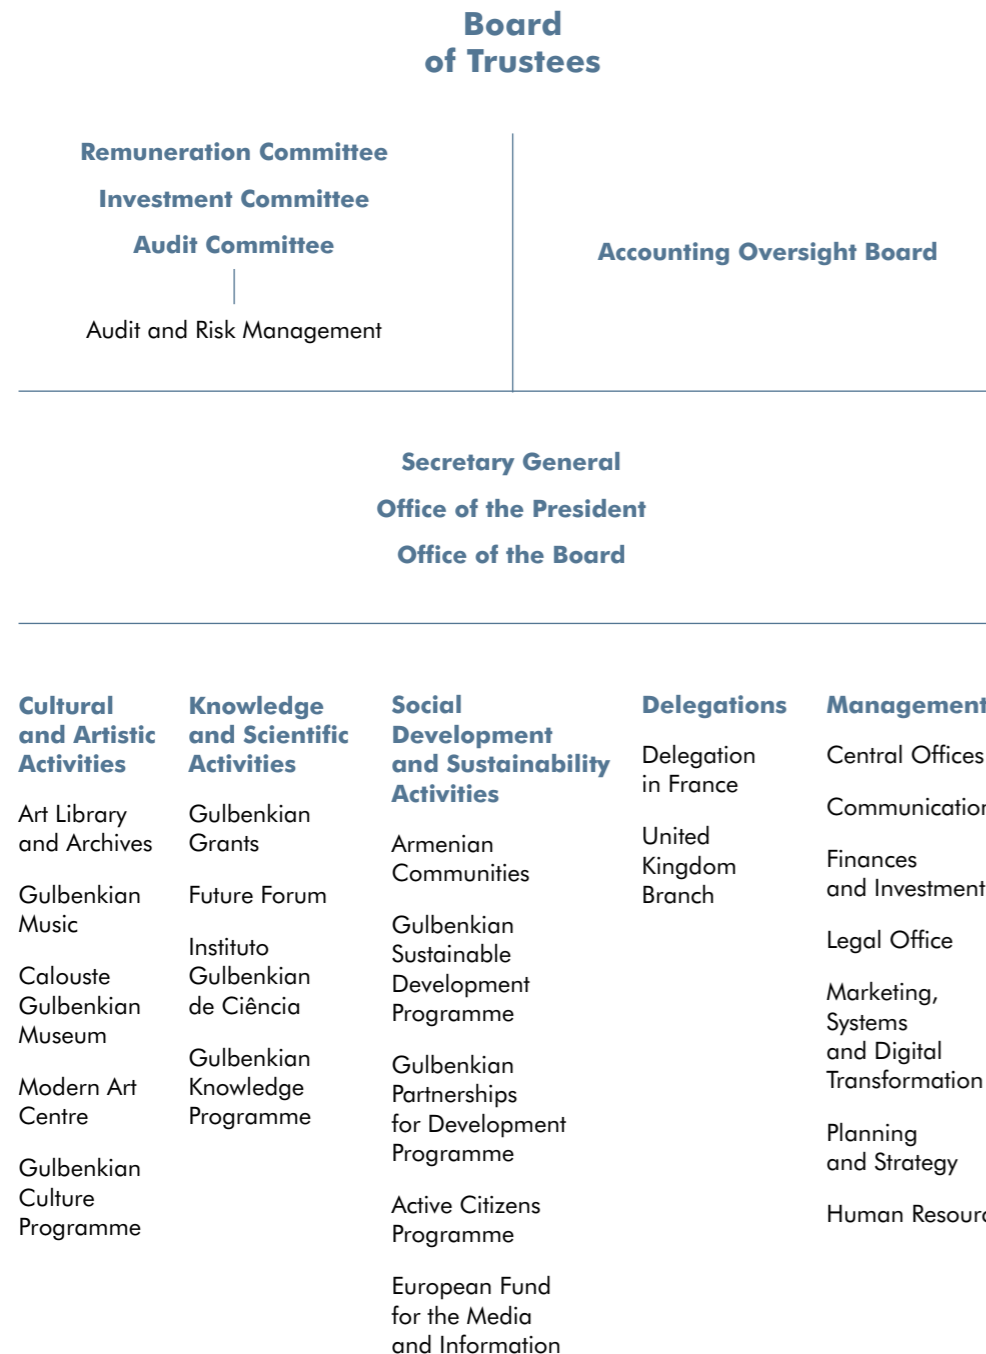 Board
of Trustees
Remuneration Committee
Investment Committee
Audit Committee
Audit and Risk Management
Accounting Oversight Board
Secretary General
Office of the President
Office of the Board
Cultural
and Artistic
Activities
Art Library
and Archives
Gulbenkian
Music
Calouste
Gulbenkian
Museum
Modern Art
Centre
Gulbenkian
Culture
Programme
Knowledge
and Scientific
Activities
Gulbenkian
Grants
Future Forum
Instituto
Gulbenkian
de Ciência
Gulbenkian
Knowledge
Programme
Social
Development
and Sustainability
Activities
Armenian
Communities
Gulbenkian
Sustainable
Development
Programme
Gulbenkian
Partnerships
for Development
Programme
Active Citizens
Programme
European Fund
for the Media
and Information
Delegations
Delegation
in France
United
Kingdom
Branch
Management
Central Offices
Communication
Finances
and Investment
Legal Office
Marketing,
Systems
and Digital
Transformation
Planning
and Strategy
Human